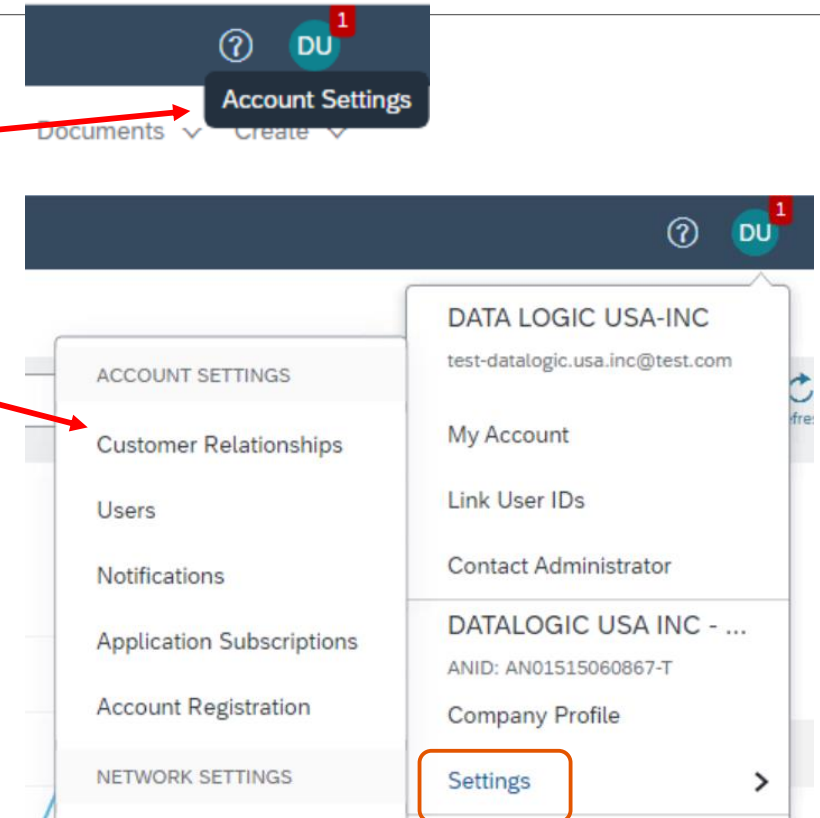 1
DU
Account Settings
Documents Create
1
DU
DATA LOGIC USA-INC
test-datalogic.usa.inc@test.com
My Account
Link User IDs
Contact Administrator
DATALOGIC USA INC - ...
ANID: AN01515060867-T
Company Profile
Settings
ACCOUNT SETTINGS
Customer Relationships
Users
Notifications
Application Subscriptions
Account Registration
NETWORK SETTINGS